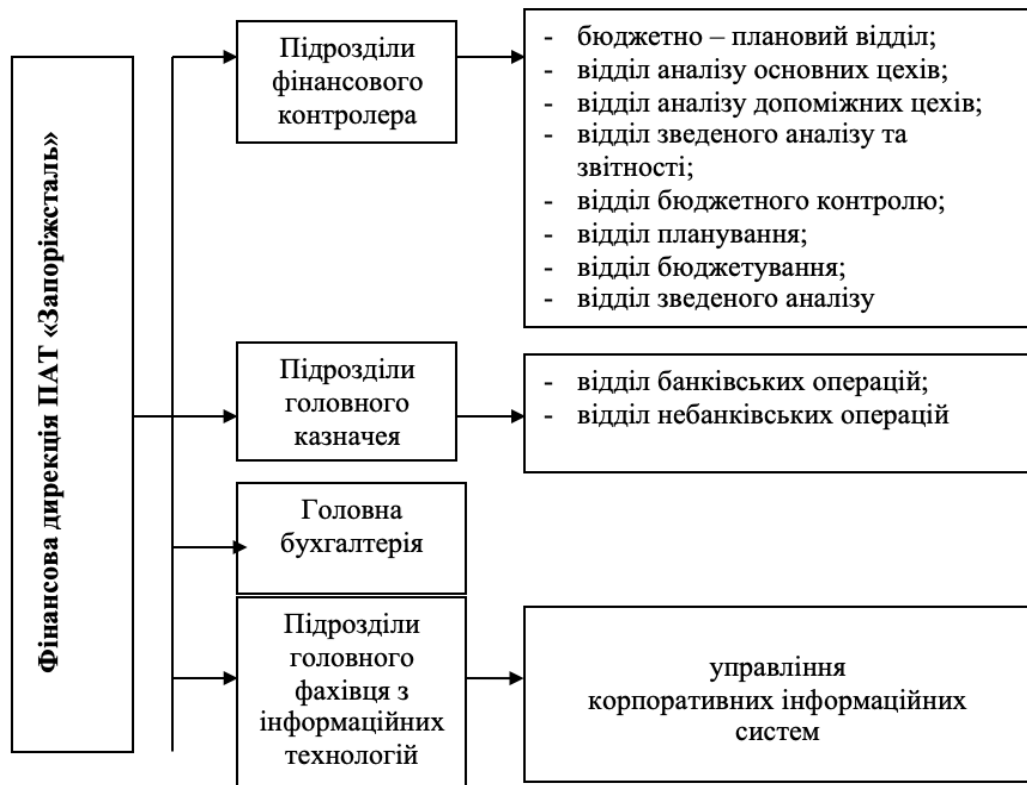 Фінансова дирекція ПАТ «Запоріжсталь»
Підрозділи
фінансового
контролера
- бюджетно – плановий відділ;
- відділ аналізу основних цехів;
- відділ аналізу допоміжних цехів;
- відділ зведеного аналізу та
звітності;
- відділ бюджетного контролю;
- відділ планування;
- відділ бюджетування;
- відділ зведеного аналізу
Підрозділи
головного
казначея
- відділ банківських операцій;
- відділ небанківських операцій
Головна
бухгалтерія
Підрозділи
головного
фахівця з
інформаційних
технологій
управління
корпоративних інформаційних
систем